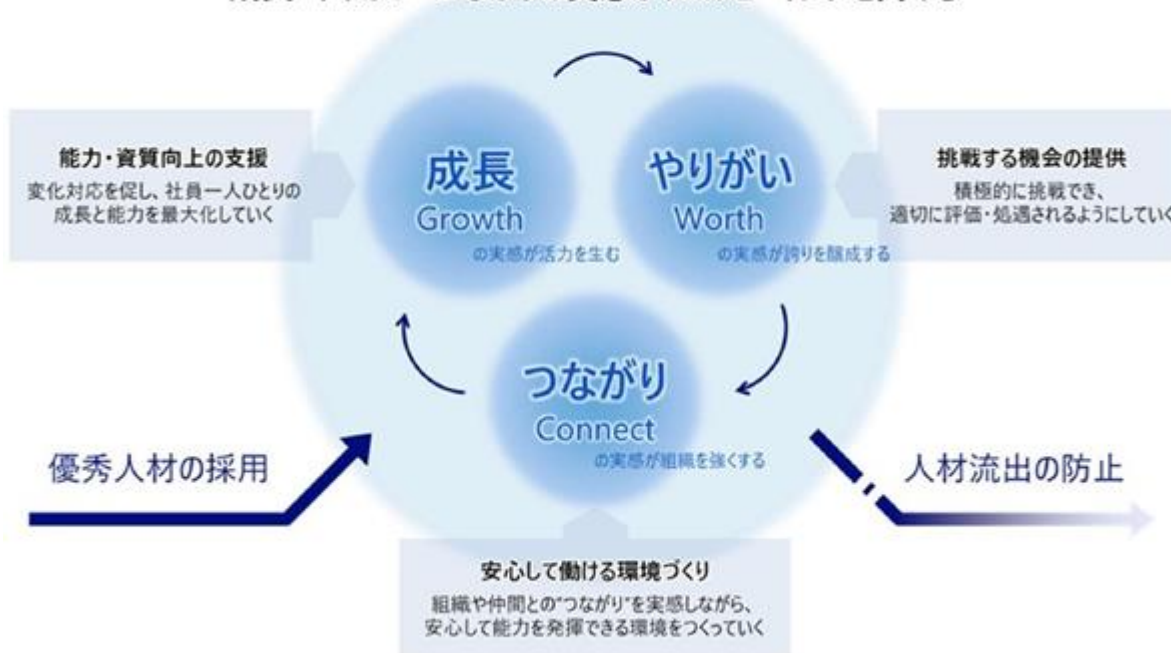 能力・資質向上の支援
変化対応を促し、社員一人ひとりの
成長と能力を最大化していく
成長
Growth
の実感が活力を生む
やりがい
Worth
の実感が誇りを醸成する
挑戦する機会の提供
積極的に挑戦でき、
適切に評価・処遇されるようにしていく
つながり
Connect
の実感が組織を強くする
優秀人材の採用
人材流出の防止
安心して働ける環境づくり
組織や仲間との"つながり"を実感しながら、
安心して能力を発揮できる環境をつくっていく